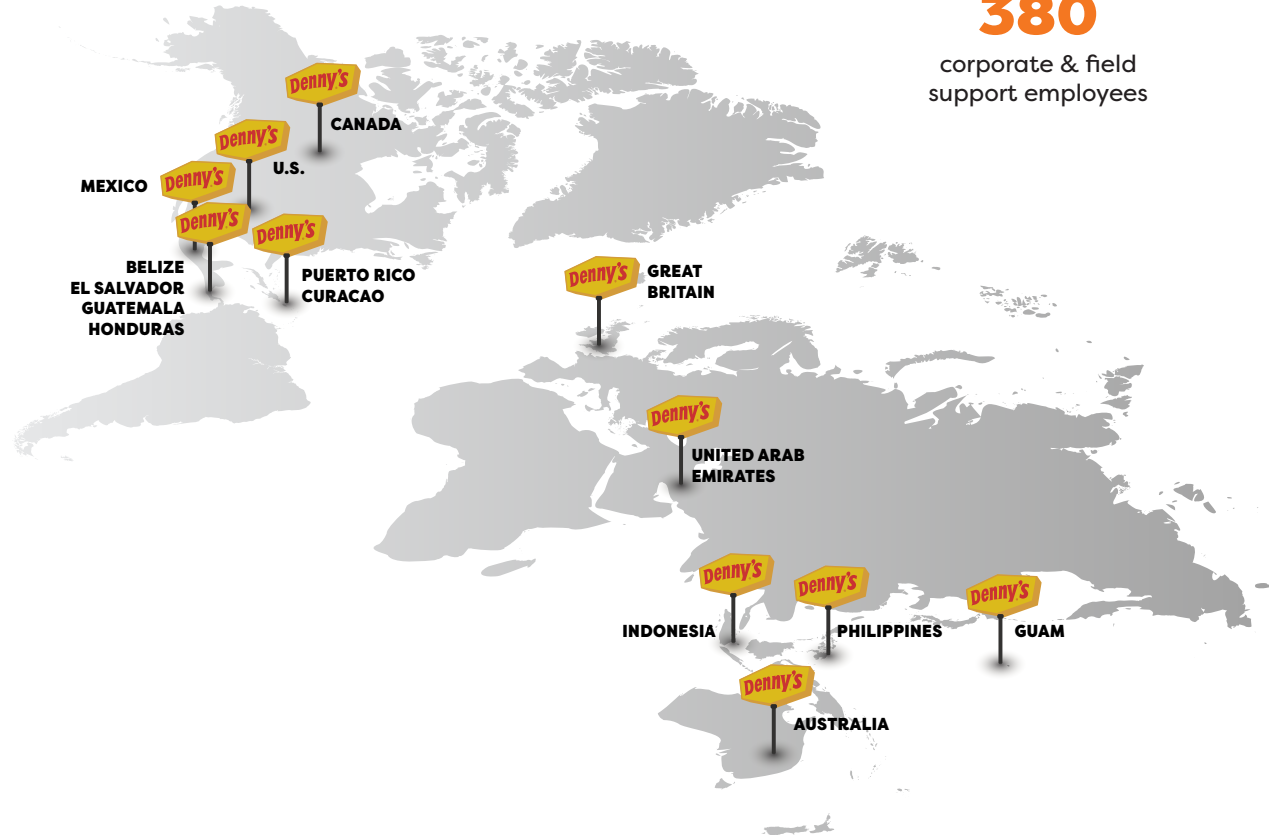 380
corporate & field
support employees
Denny's
CANADA
Denny's
U.S.
MEXICO
Denny's
Denny's
BELIZE
EL SALVADOR
GUATEMALA
HONDURAS
Denny's
PUERTO RICO
CURACAO
Denny's
GREAT
BRITAIN
Denny's
UNITED ARAB
EMIRATES
Denny's
INDONESIA
Denny's
PHILIPPINES
Denny's
GUAM
Denny's
AUSTRALIA